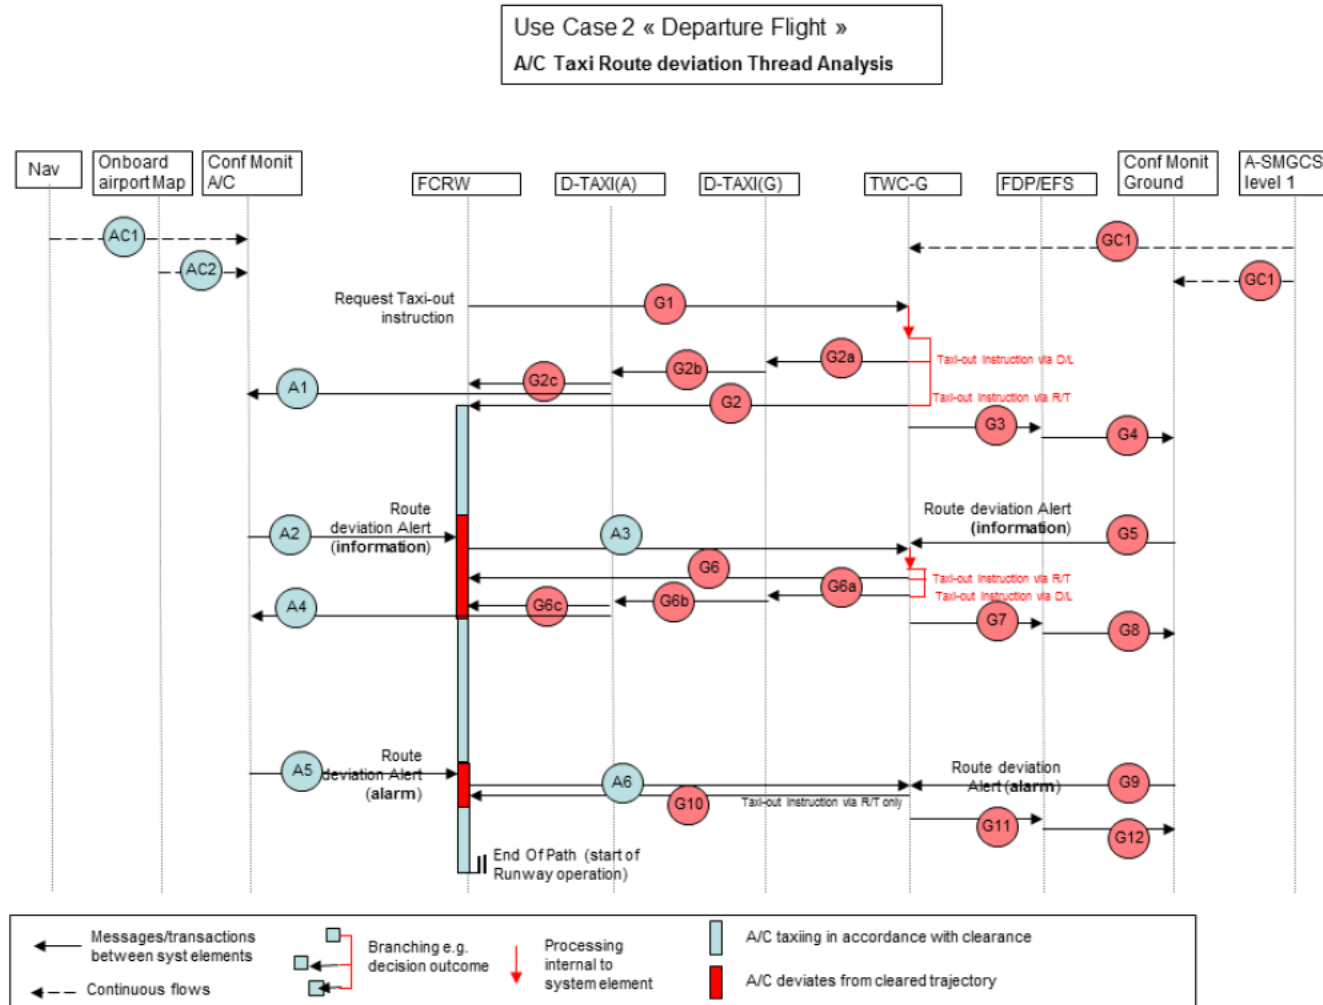 Use Case 2 « Departure Flight »
A/C Taxi Route deviation Thread Analysis
Nav
Onboard
airport Map
Conf Monit
A/C
FCRW
D-TAXI(A)
D-TAXI(G)
TWC-G
FDP/EFS
Conf Monit
Ground
A-SMGCS
level 1
AC1
GC1
AC2
GC1
Request Taxi-out
instruction
G1
G2a
Taxi-out Instruction via D/L
G2b
G2c
A1
G2
Taxi-out Instruction via R/T
G3
G4
Route
deviation Alert
(information)
A2
A3
Route deviation Alert
(information)
G5
G6
Taxi-out Instruction via R/T
G6a
Taxi-out Instruction via D/L
G6b
G6c
A4
G7
G8
Route
deviation Alert
(alarm)
A5
A6
Route deviation
Alert (alarm)
G9
G10
Taxi-out Instruction via R/T only
G11
G12
End Of Path (start of
Runway operation)
Messages/transactions
between syst elements
Continuous flows
Branching e.g.
decision outcome
Processing
internal to
system element
A/C taxiing in accordance with clearance
A/C deviates from cleared trajectory